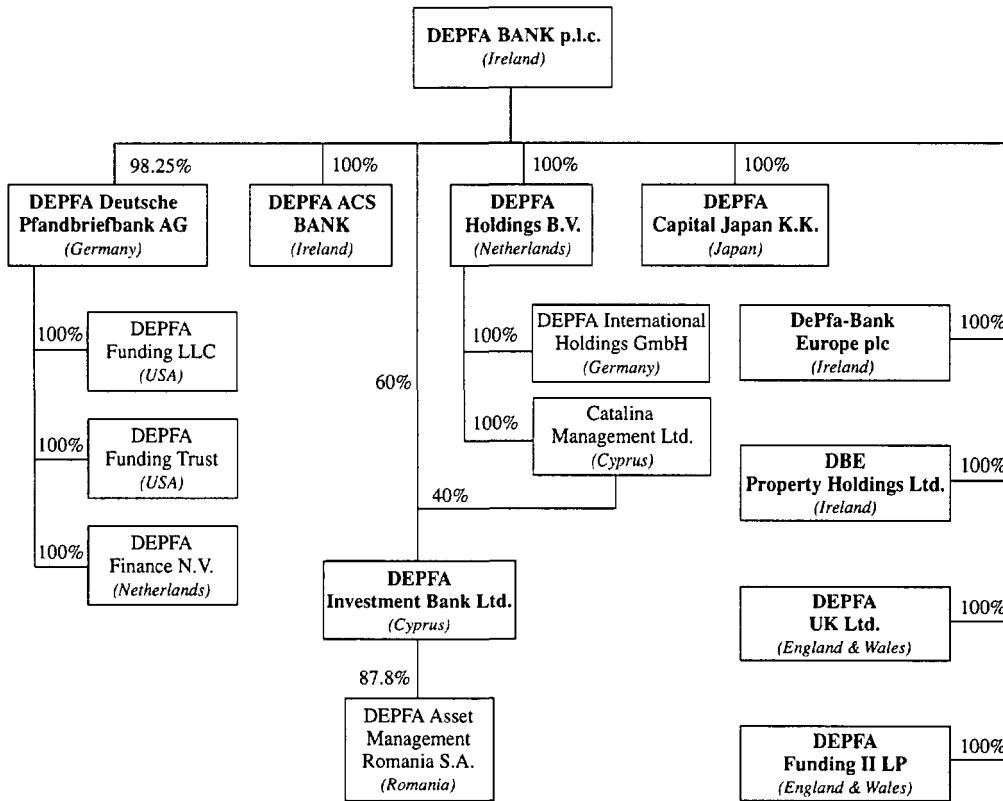 DEPFA BANK p.l.c.
(Ireland)
98.25%
100%
100%
100%
DEPFA Deutsche
Pfandbriefbank AG
(Germany)
DEPFA ACS
BANK
(Ireland)
DEPFA
Holdings B.V.
(Netherlands)
DEPFA
Capital Japan K.K.
(Japan)
100%
DEPFA
Funding LLC
(USA)
100%
DEPFA
Funding Trust
(USA)
100%
DEPFA
Finance N.V.
(Netherlands)
60%
100%
DEPFA International
Holdings GmbH
(Germany)
100%
Catalina
Management Ltd.
(Cyprus)
40%
DEPFA
Investment Bank Ltd.
(Cyprus)
87.8%
DEPFA Asset
Management
Romania S.A.
(Romania)
DePfa-Bank
Europe plc
(Ireland)
100%
DBE
Property Holdings Ltd.
(Ireland)
100%
DEPFA
UK Ltd.
(England & Wales)
100%
DEPFA
Funding II LP
(England & Wales)
100%